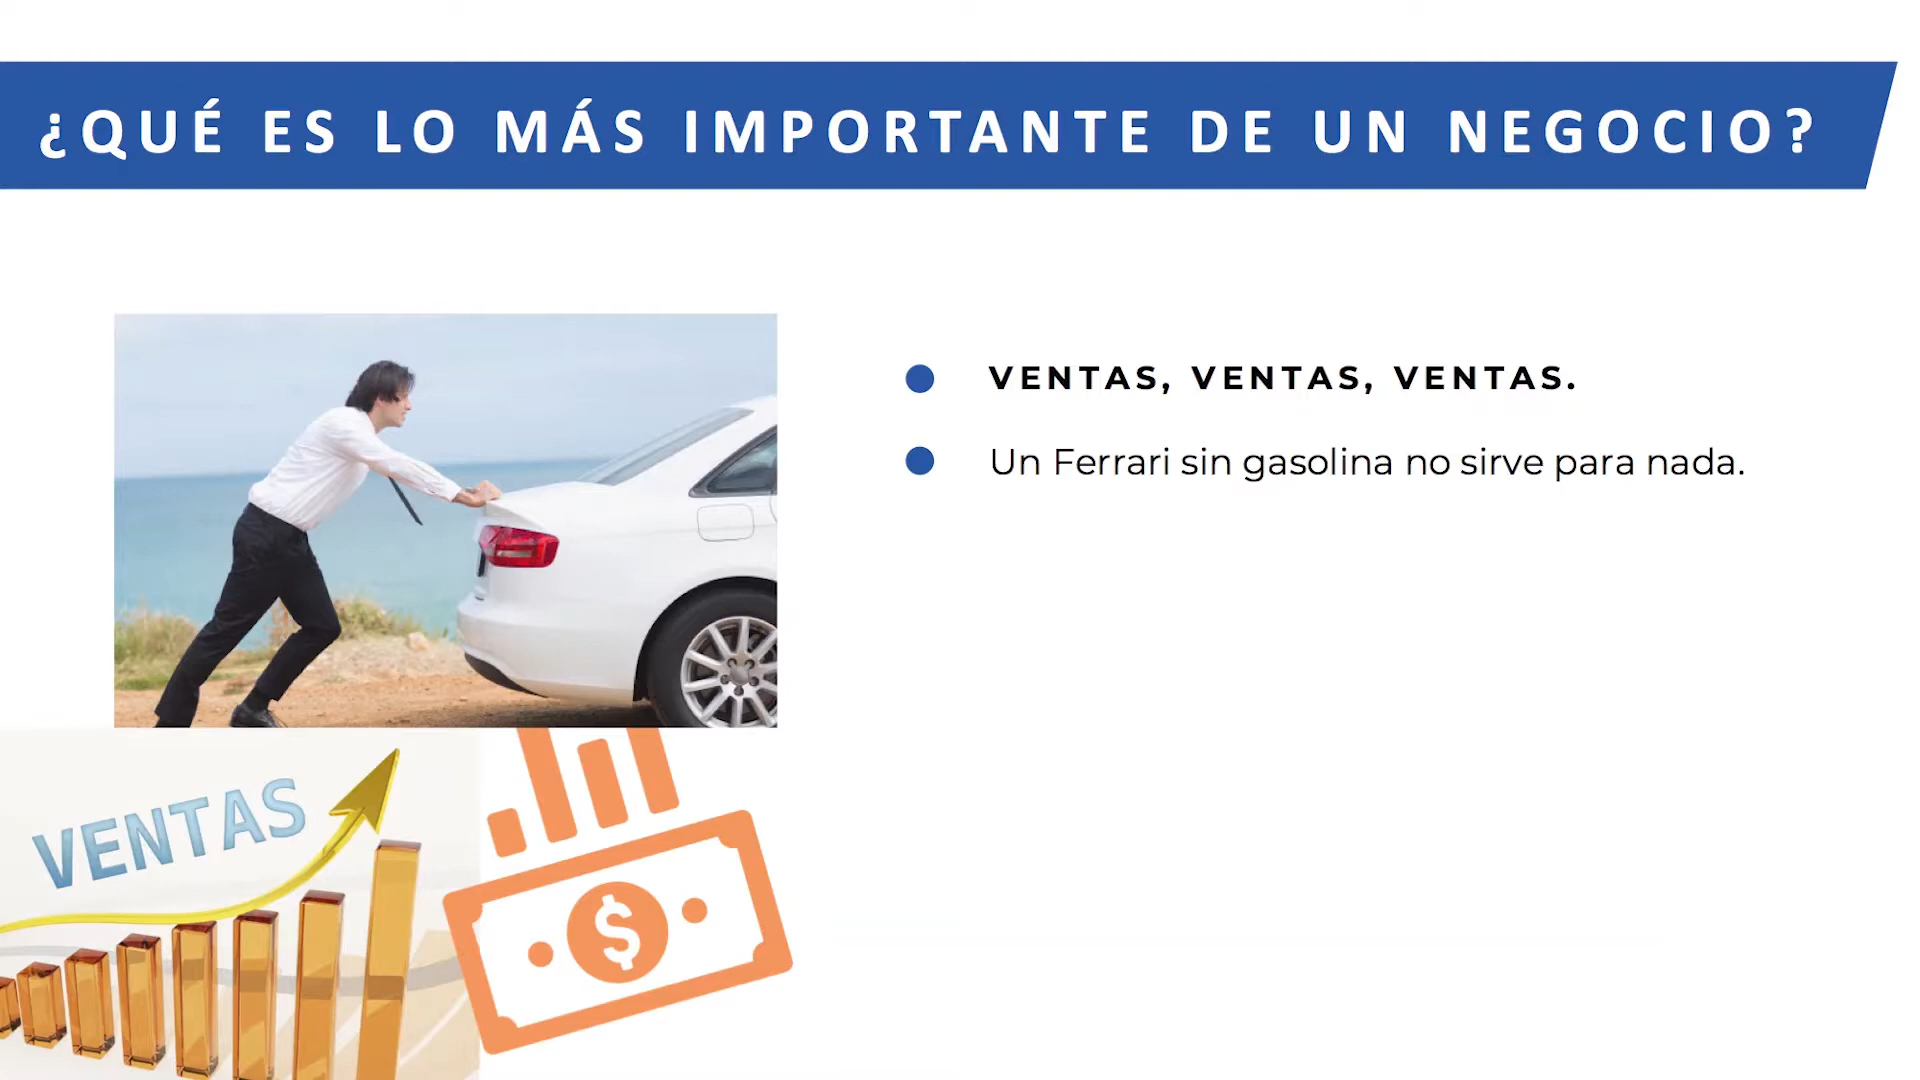 ¿QUÉ ES LO MÁS IMPORTANTE DE UN NEGOCIO?
VENTAS, VENTAS, VENTAS.
Un Ferrari sin gasolina no sirve para nada.
VENTAS
$